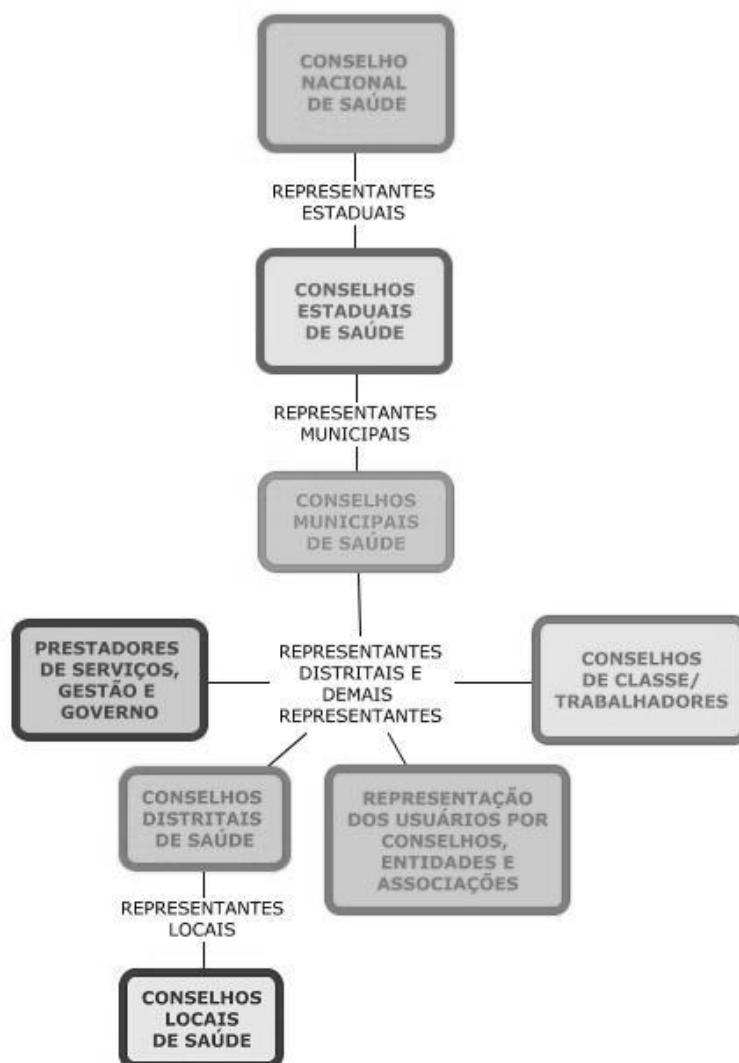 CONSELHO
NACIONAL
DE SAÚDE
REPRESENTANTES
ESTADUAIS
CONSELHOS
ESTADUAIS
DE SAÚDE
REPRESENTANTES
MUNICIPAIS
CONSELHOS
MUNICIPAIS
DE SAÚDE
PRESTADORES
DE SERVIÇOS,
GESTÃO E
GOVERNO
REPRESENTANTES
DISTRITAIS E
DEMAIS
REPRESENTANTES
CONSELHOS
DE CLASSE/
TRABALHADORES
CONSELHOS
DISTRITAIS
DE SAÚDE
REPRESENTAÇÃO
DOS USUÁRIOS POR
CONSELHOS,
ENTIDADES E
ASSOCIAÇÕES
REPRESENTANTES
LOCAIS
CONSELHOS
LOCAIS
DE SAÚDE